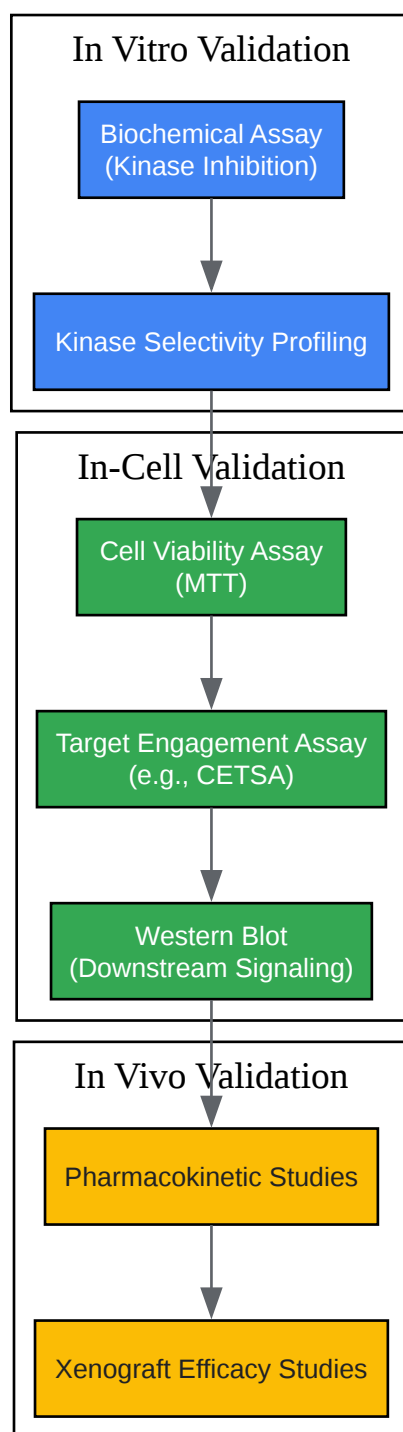 In Vitro Validation
Biochemical Assay
(Kinase Inhibition)
Kinase Selectivity Profiling
In-Cell Validation
Cell Viability Assay
(MTT)
Target Engagement Assay
(e.g., CETSA)
Western Blot
(Downstream Signaling)
In Vivo Validation
Pharmacokinetic Studies
Xenograft Efficacy Studies